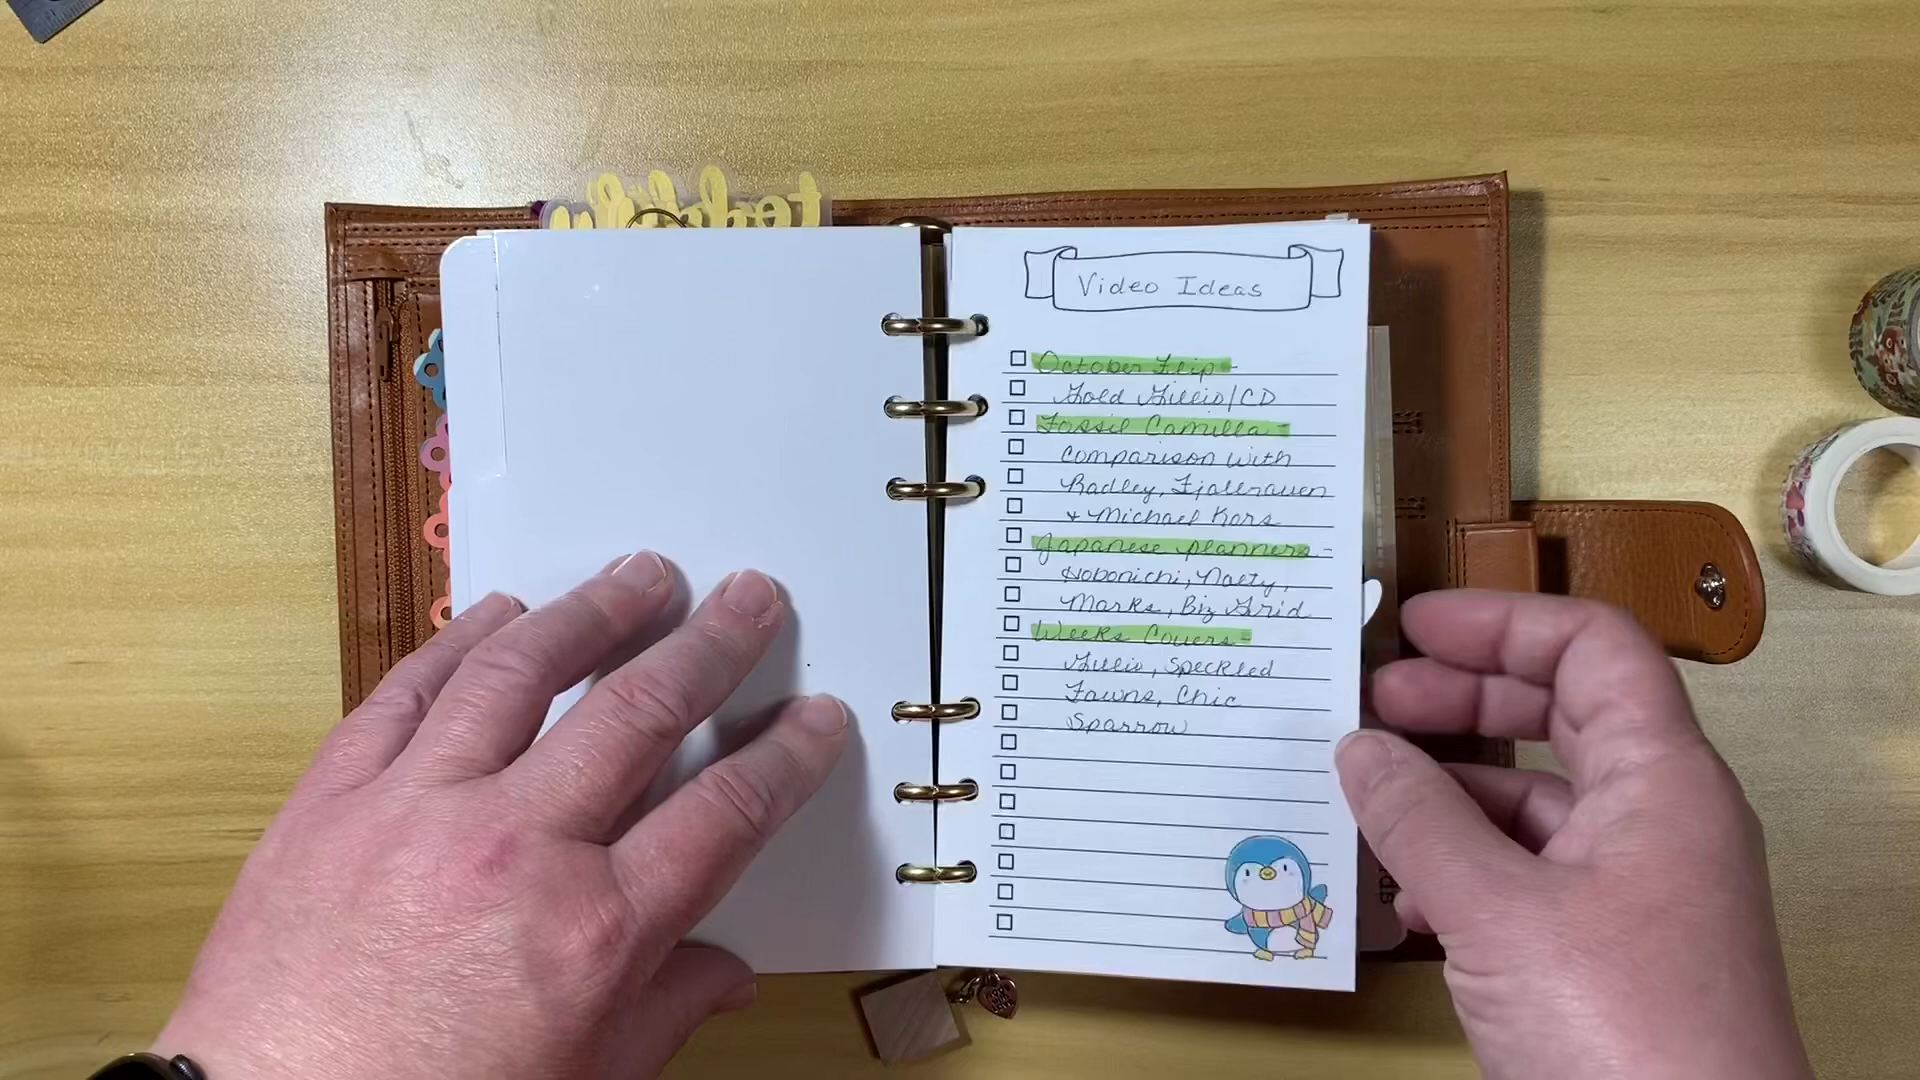 Video Ideas
October Flip -
Gold Gillio/CD
Fossil Camilla -
Comparison with
Radley, Fjallraven
+ Michael Kors
Japanese planners -
Hobonichi, Nolty,
Marks, Biz Grid
Weeks Covers -
Gillio, Speckled
Fawns, Chic
Sparrow